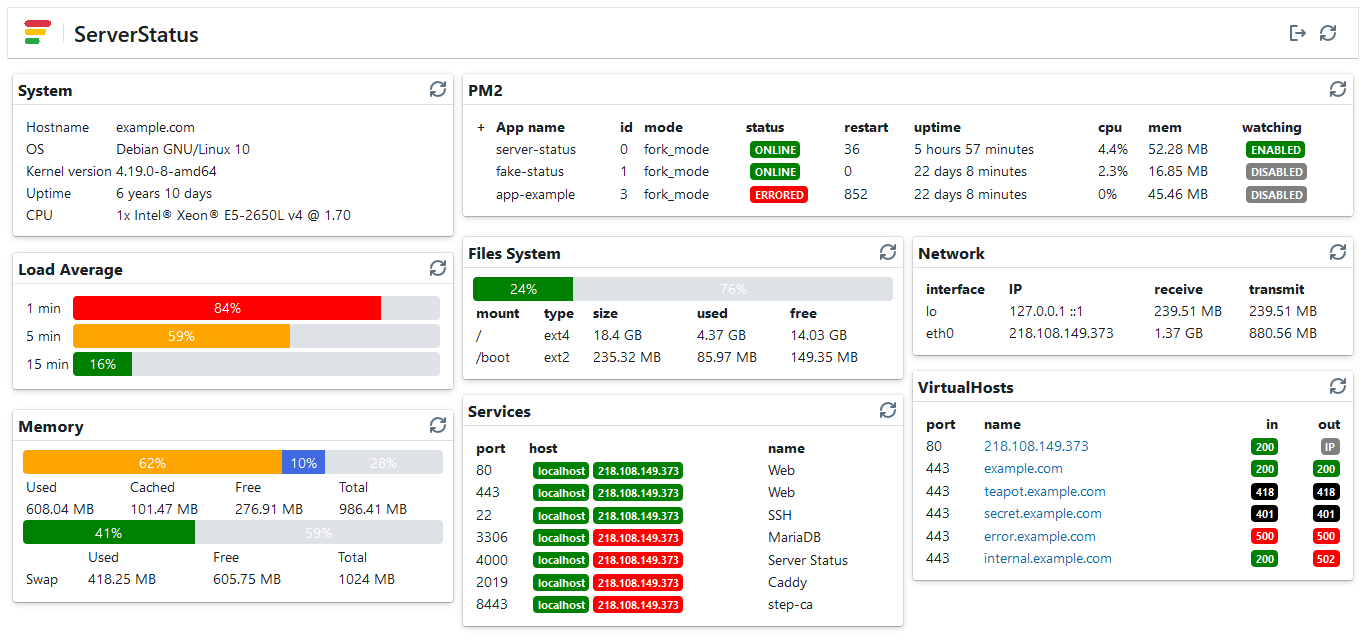 ServerStatus
System
Hostname example.com
OS Debian GNU/Linux 10
Kernel version 4.19.0-8-amd64
Uptime 6 years 10 days
CPU 1x Intel® Xeon® E5-2650L v4 @ 1.70
Load Average
1 min 84%
5 min 59%
15 min 16%
Memory
62% 10% 28%
Used Cached Free Total
608.04 MB 101.47 MB 276.91 MB 986.41 MB
41% 59%
Used Free Total
Swap 418.25 MB 605.75 MB 1024 MB
PM2
+ App name id mode status restart uptime cpu mem watching
server-status 0 fork_mode ONLINE 36 5 hours 57 minutes 4.4% 52.28 MB ENABLED
fake-status 1 fork_mode ONLINE 0 22 days 8 minutes 2.3% 16.85 MB DISABLED
app-example 3 fork_mode ERRORED 852 22 days 8 minutes 0% 45.46 MB DISABLED
Files System
24% 76%
mount type size used free
/ ext4 18.4 GB 4.37 GB 14.03 GB
/boot ext2 235.32 MB 85.97 MB 149.35 MB
Services
port host name
80 localhost 218.108.149.373 Web
443 localhost 218.108.149.373 Web
22 localhost 218.108.149.373 SSH
3306 localhost 218.108.149.373 MariaDB
4000 localhost 218.108.149.373 Server Status
2019 localhost 218.108.149.373 Caddy
8443 localhost 218.108.149.373 step-ca
Network
interface IP receive transmit
lo 127.0.0.1 ::1 239.51 MB 239.51 MB
eth0 218.108.149.373 1.37 GB 880.56 MB
VirtualHosts
port name in out
80 218.108.149.373 200 IP
443 example.com 200 200
443 teapot.example.com 418 418
443 secret.example.com 401 401
443 error.example.com 500 500
443 internal.example.com 200 502